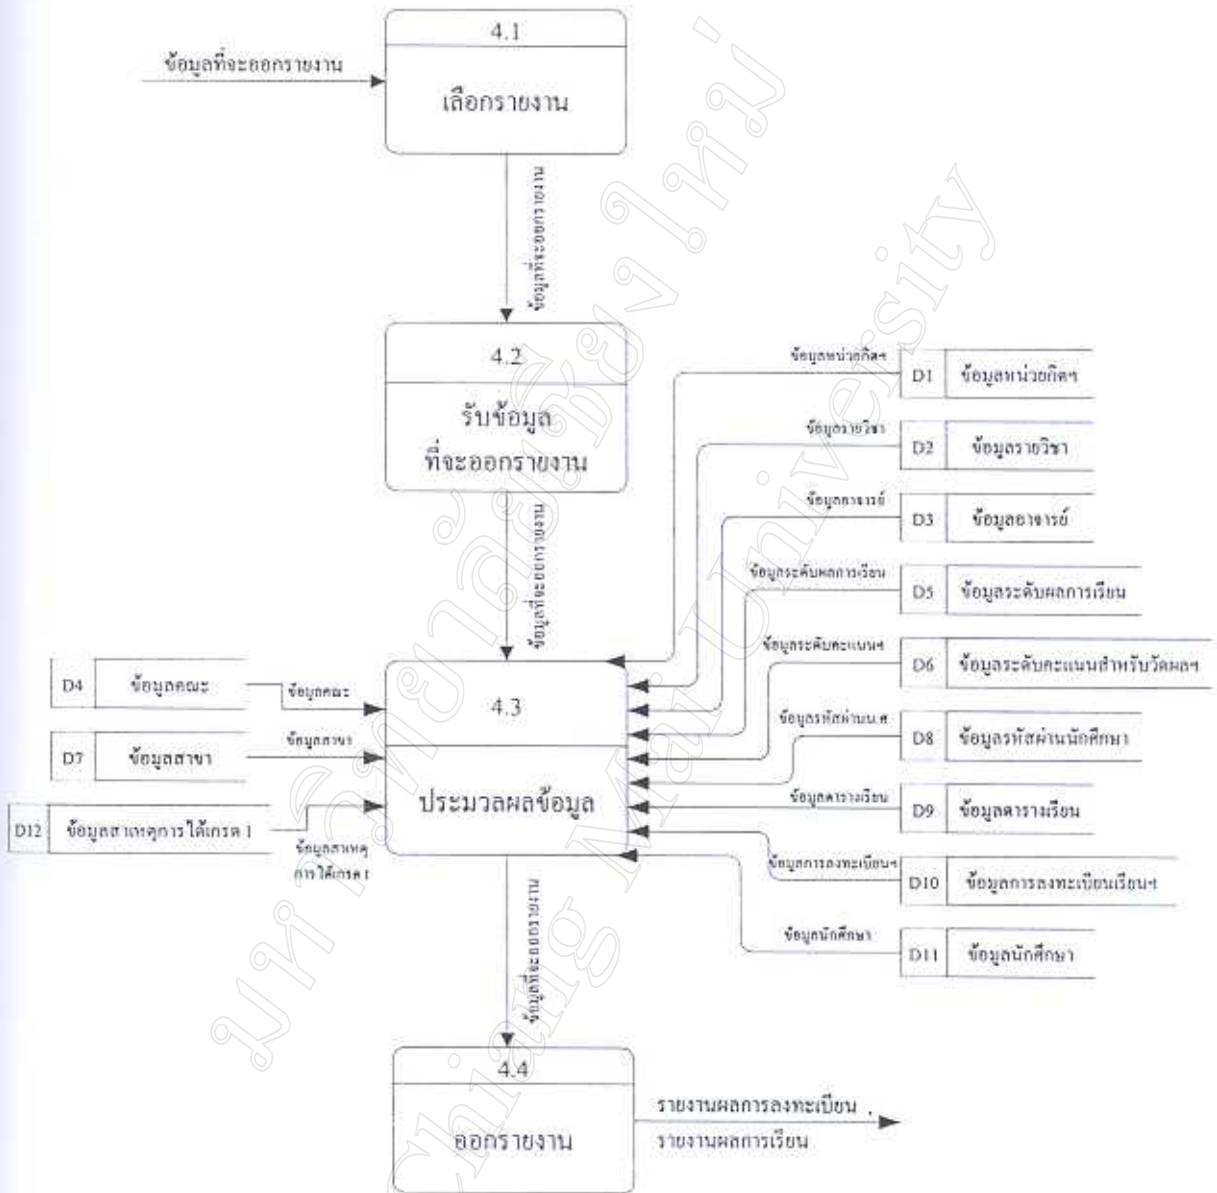 4.1
ข้อมูลที่จะออกรายงาน
เลือกรายงาน
ข้อมูลที่จะออกรายงาน
4.2
รับข้อมูล
ที่จะออกรายงาน
ข้อมูลหน่วยกิตฯ
D1 ข้อมูลหน่วยกิตฯ
ข้อมูลรายวิชา
D2 ข้อมูลรายวิชา
ข้อมูลอาจารย์
D3 ข้อมูลอาจารย์
ข้อมูลที่จะออกรายงาน
ข้อมูลระดับผลการเรียน
D5 ข้อมูลระดับผลการเรียน
ข้อมูลระดับคะแนนฯ
D6 ข้อมูลระดับคะแนนสำหรับวัดผลฯ
D4 ข้อมูลคณะ
ข้อมูลคณะ
4.3
ข้อมูลรหัสผ่านน.ศ
D8 ข้อมูลรหัสผ่านนักศึกษา
D7 ข้อมูลสาขา
ข้อมูลสาขา
ประมวลผลข้อมูล
ข้อมูลตารางเรียน
D9 ข้อมูลตารางเรียน
D12 ข้อมูลสาเหตุการได้เกรด I
ข้อมูลสาเหตุ
การได้เกรด I
ข้อมูลการลงทะเบียนฯ
D10 ข้อมูลการลงทะเบียนเรียนฯ
ข้อมูลนักศึกษา
D11 ข้อมูลนักศึกษา
ข้อมูลที่จะออกรายงาน
4.4
ออกรายงาน
รายงานผลการลงทะเบียน
รายงานผลการเรียน
มหาวิทยาลัยเชียงใหม่
Chiang Mai University